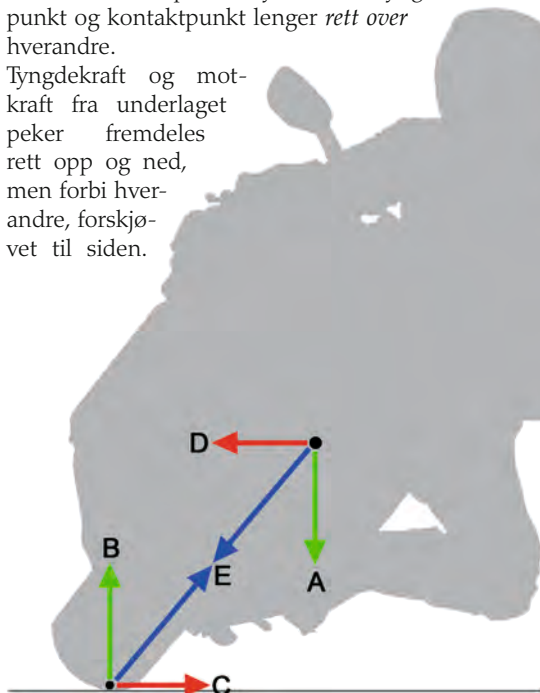 punkt og kontaktpunkt lenger rett over
hverandre.
Tyngdekraft og mot-
kraft fra underlaget
peker fremdeles
rett opp og ned,
men forbi hver-
andre, forskjø-
vet til siden.
D
B
E
A
C